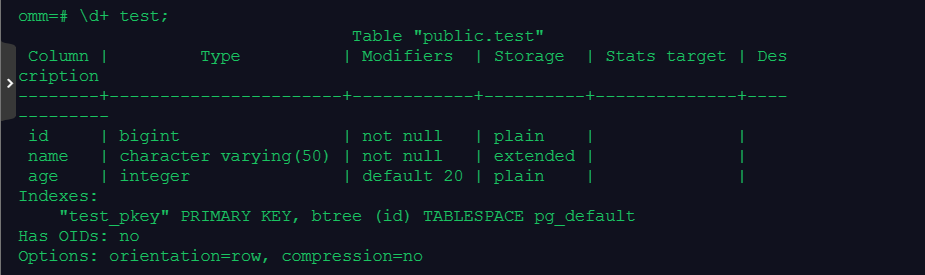 omm=# \d+ test;
                                 Table "public.test"
 Column |         Type          | Modifiers  | Storage  | Stats target | Des
cription
--------+-----------------------+------------+----------+--------------+----
---------
 id     | bigint                | not null   | plain    |              |
 name   | character varying(50) | not null   | extended |              |
 age    | integer               | default 20 | plain    |              |
Indexes:
    "test_pkey" PRIMARY KEY, btree (id) TABLESPACE pg_default
Has OIDs: no
Options: orientation=row, compression=no